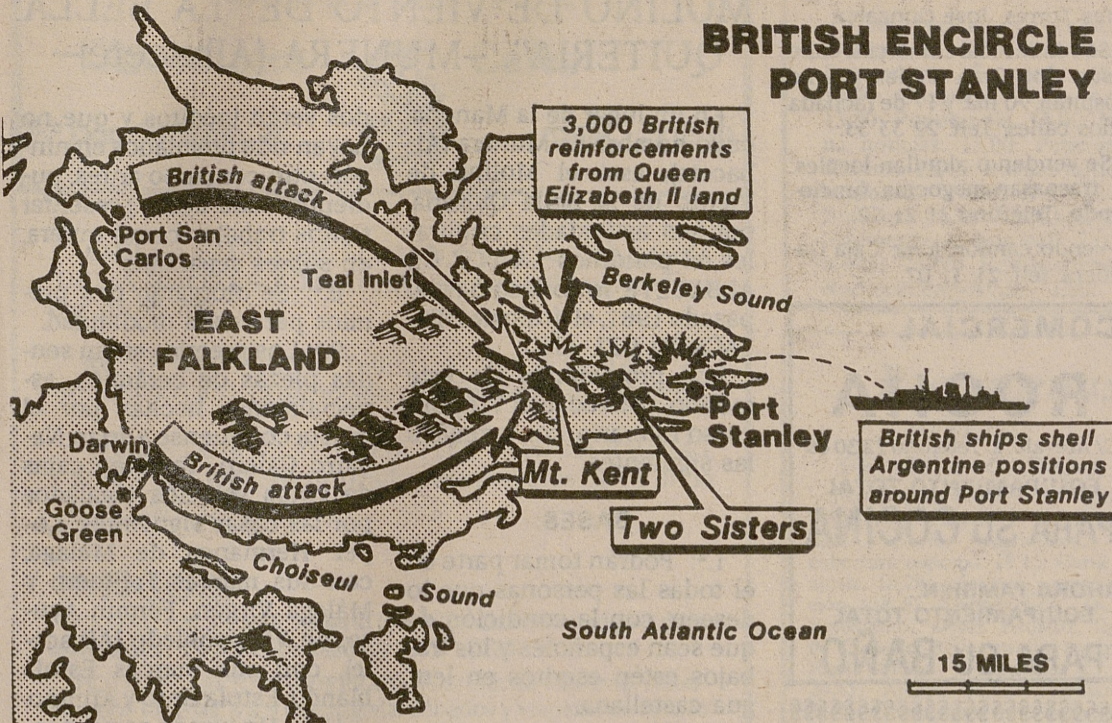 BRITISH ENCIRCLE
PORT STANLEY
3,000 British
reinforcements
from Queen
Elizabeth II land
British attack
Port San
Carlos
Teal Inlet
Berkeley Sound
EAST
FALKLAND
Port
Stanley
British ships shell
Argentine positions
around Port Stanley
Darwin
British attack
Mt. Kent
Goose
Green
Two Sisters
Choiseul
Sound
South Atlantic Ocean
15 MILES